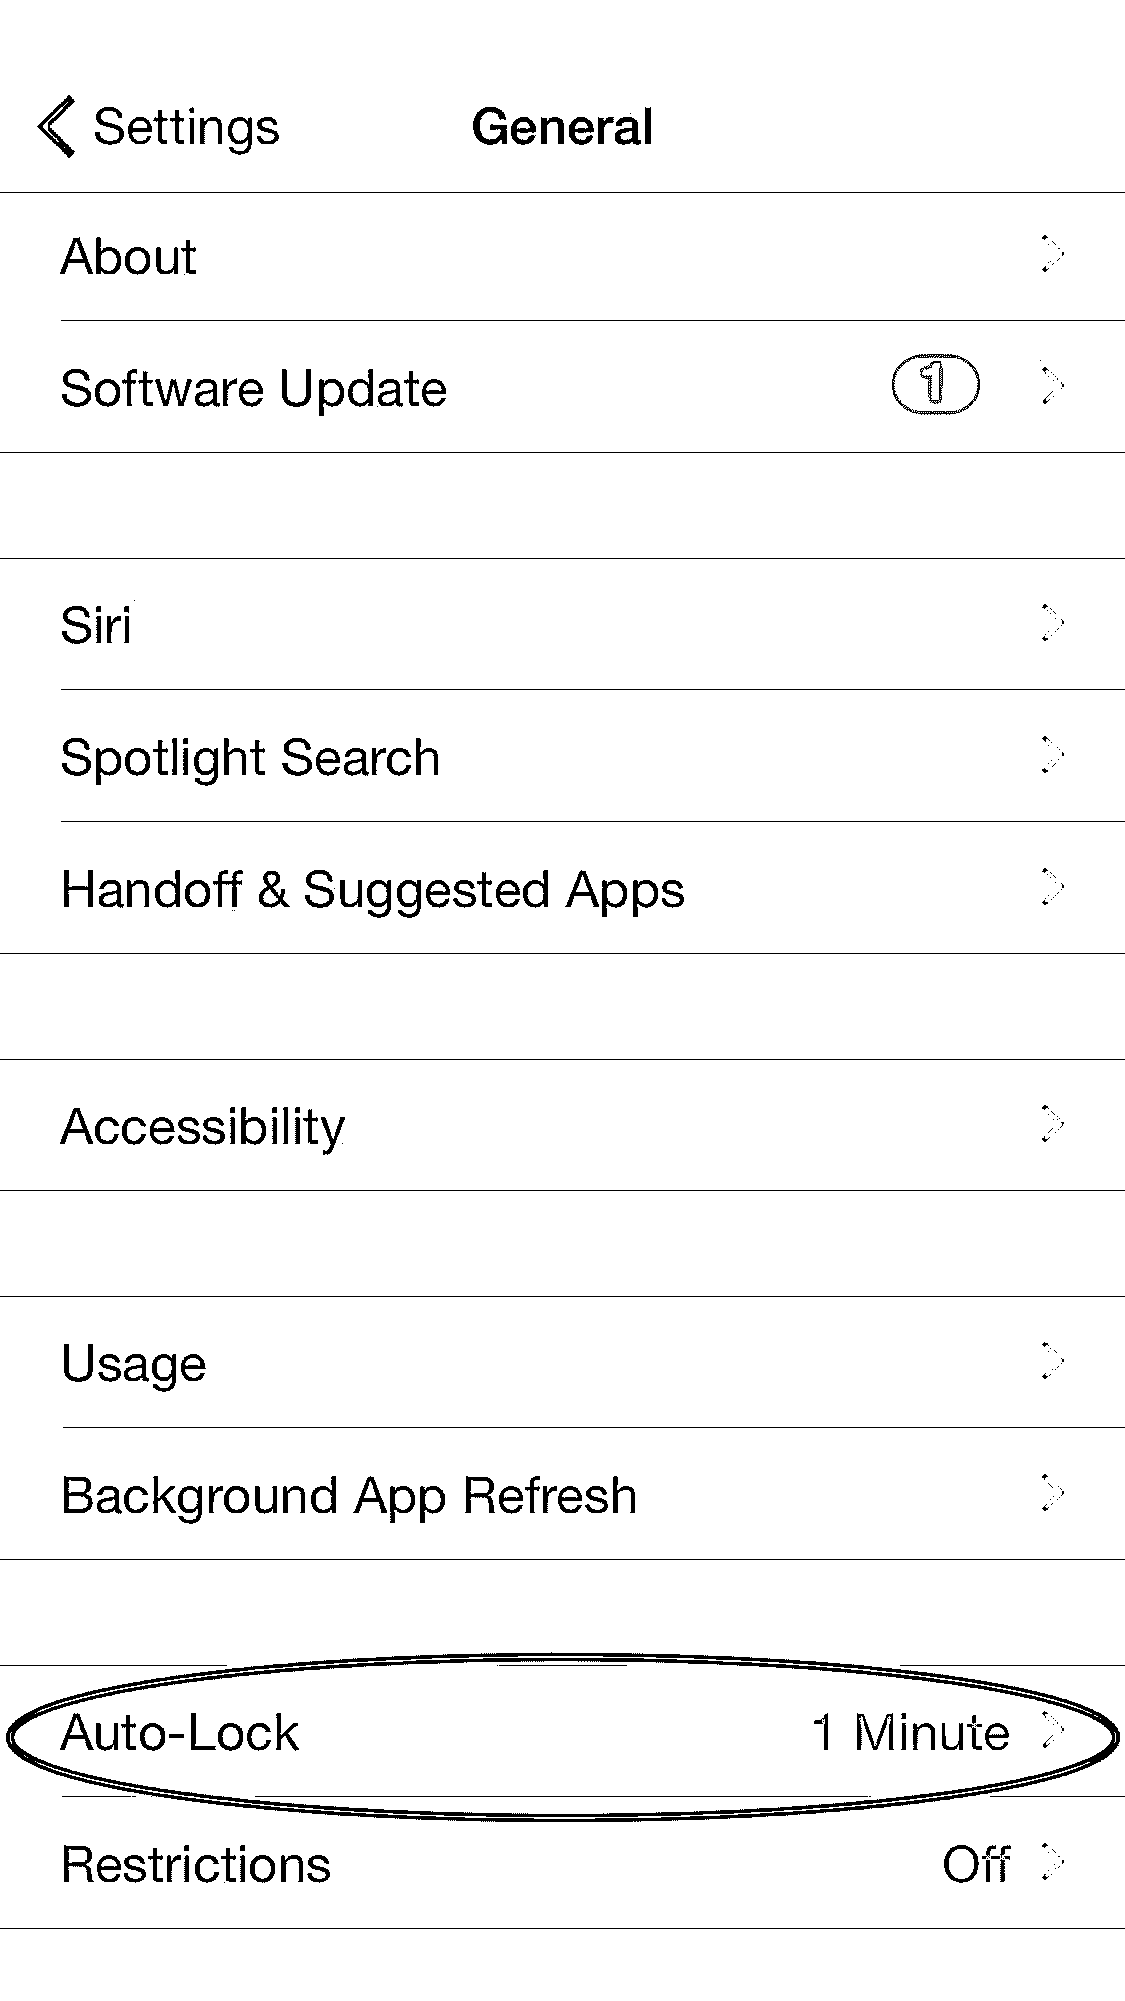 Settings General
About
Software Update 1
Siri
Spotlight Search
Handoff & Suggested Apps
Accessibility
Usage
Background App Refresh
Auto-Lock 1 Minute
Restrictions Off